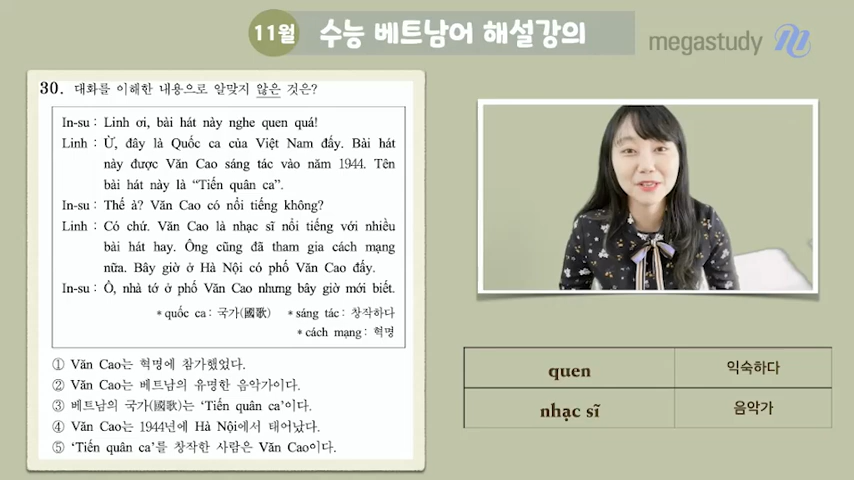 11월 수능 베트남어 해설강의
megastudy
30. 대화를 이해한 내용으로 알맞지 않은 것은?
In-su : Linh ơi, bài hát này nghe quen quá!
Linh : Ừ, đây là Quốc ca của Việt Nam đấy. Bài hát
này được Văn Cao sáng tác vào năm 1944. Tên
bài hát này là “Tiến quân ca”.
In-su : Thế à? Văn Cao có nổi tiếng không?
Linh : Có chứ. Văn Cao là nhạc sĩ nổi tiếng với nhiều
bài hát hay. Ông cũng đã tham gia cách mạng
nữa. Bây giờ ở Hà Nội có phố Văn Cao đấy.
In-su : Ồ, nhà tớ ở phố Văn Cao nhưng bây giờ mới biết.
* quốc ca : 국가(國歌) * sáng tác : 창작하다
* cách mạng : 혁명
① Văn Cao는 혁명에 참가했었다.
② Văn Cao는 베트남의 유명한 음악가이다.
③ 베트남의 국가(國歌)는 ‘Tiến quân ca’이다.
④ Văn Cao는 1944년에 Hà Nội에서 태어났다.
⑤ ‘Tiến quân ca’를 창작한 사람은 Văn Cao이다.
quen 익숙하다
nhạc sĩ 음악가